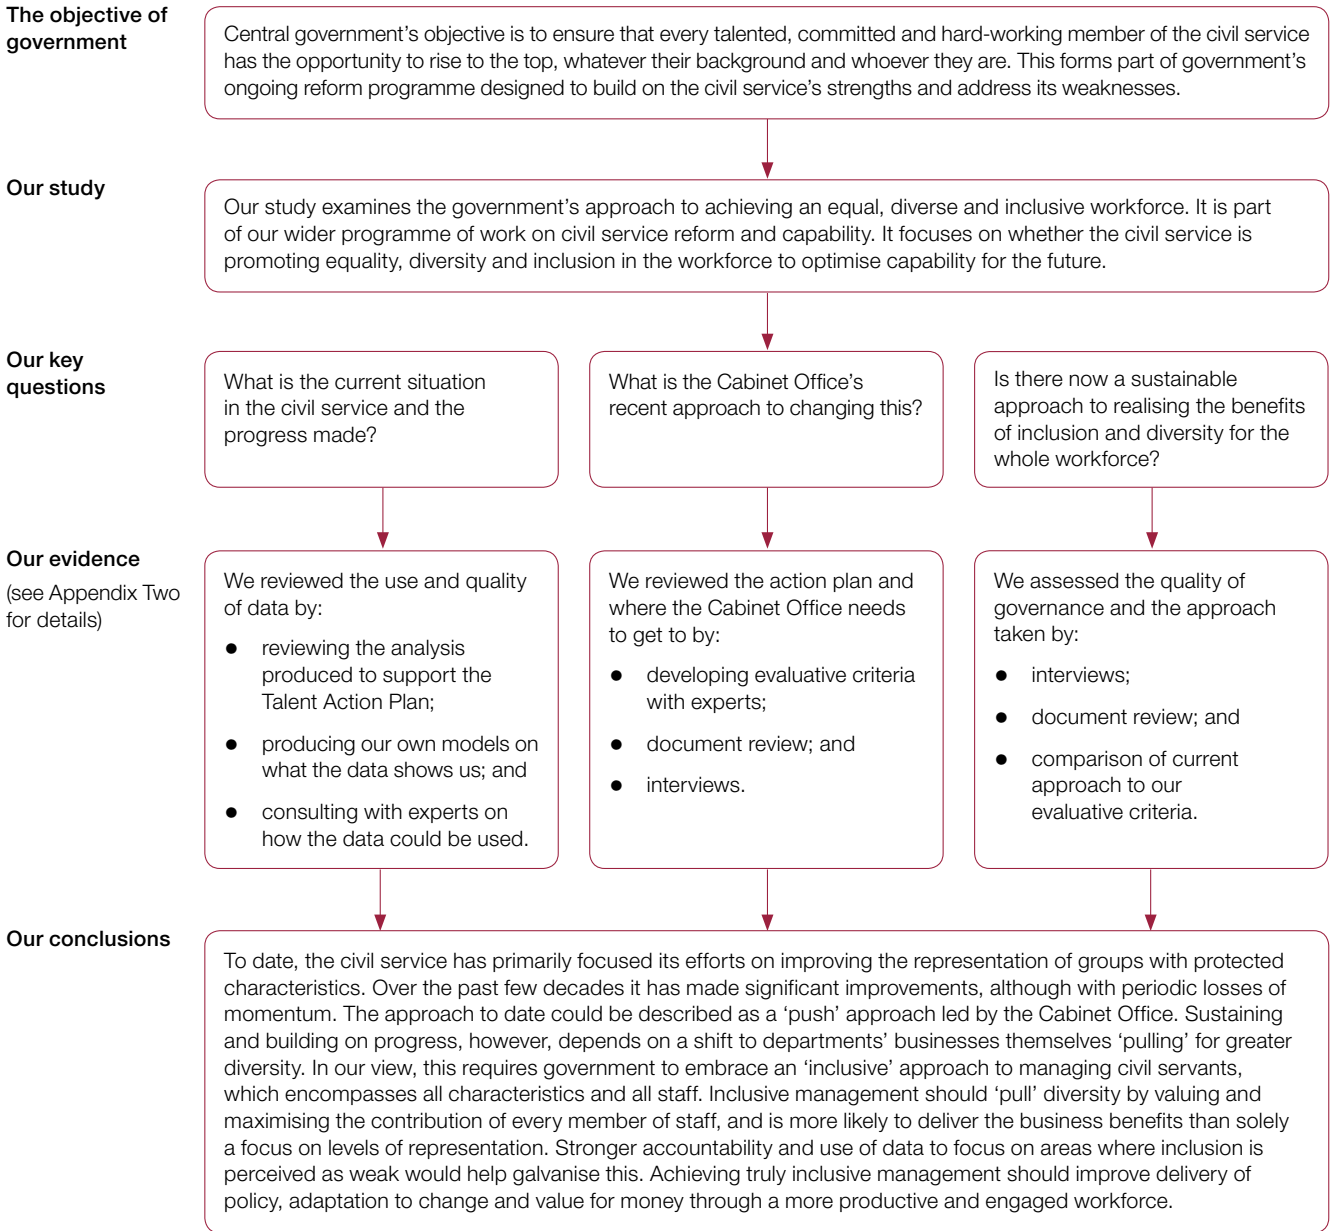 The objective of
government
Central government’s objective is to ensure that every talented, committed and hard-working member of the civil service
has the opportunity to rise to the top, whatever their background and whoever they are. This forms part of government’s
ongoing reform programme designed to build on the civil service’s strengths and address its weaknesses.
Our study
Our study examines the government’s approach to achieving an equal, diverse and inclusive workforce. It is part
of our wider programme of work on civil service reform and capability. It focuses on whether the civil service is
promoting equality, diversity and inclusion in the workforce to optimise capability for the future.
Our key
questions
What is the current situation
in the civil service and the
progress made?
What is the Cabinet Office’s
recent approach to changing this?
Is there now a sustainable
approach to realising the benefits
of inclusion and diversity for the
whole workforce?
Our evidence
(see Appendix Two
for details)
We reviewed the use and quality
of data by:
● reviewing the analysis
produced to support the
Talent Action Plan;
● producing our own models on
what the data shows us; and
● consulting with experts on
how the data could be used.
We reviewed the action plan and
where the Cabinet Office needs
to get to by:
● developing evaluative criteria
with experts;
● document review; and
● interviews.
We assessed the quality of
governance and the approach
taken by:
● interviews;
● document review; and
● comparison of current
approach to our
evaluative criteria.
Our conclusions
To date, the civil service has primarily focused its efforts on improving the representation of groups with protected
characteristics. Over the past few decades it has made significant improvements, although with periodic losses of
momentum. The approach to date could be described as a ‘push’ approach led by the Cabinet Office. Sustaining
and building on progress, however, depends on a shift to departments’ businesses themselves ‘pulling’ for greater
diversity. In our view, this requires government to embrace an ‘inclusive’ approach to managing civil servants,
which encompasses all characteristics and all staff. Inclusive management should ‘pull’ diversity by valuing and
maximising the contribution of every member of staff, and is more likely to deliver the business benefits than solely
a focus on levels of representation. Stronger accountability and use of data to focus on areas where inclusion is
perceived as weak would help galvanise this. Achieving truly inclusive management should improve delivery of
policy, adaptation to change and value for money through a more productive and engaged workforce.